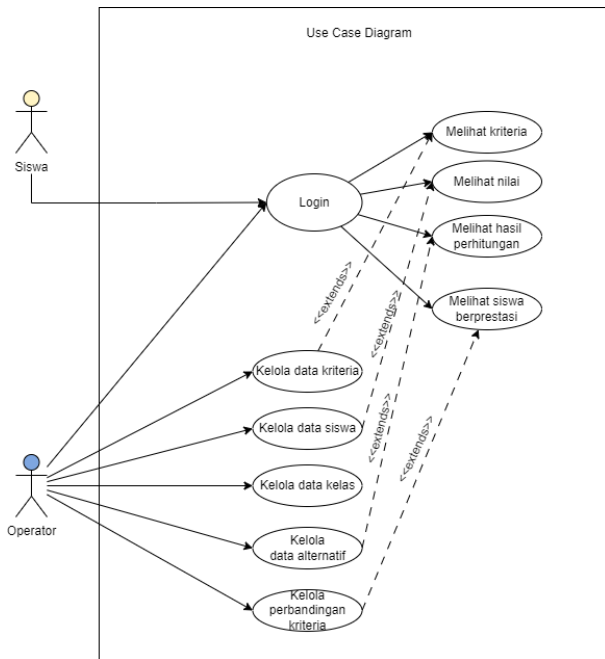 Use Case Diagram
Siswa
Login
Melihat kriteria
Melihat nilai
Melihat hasil
perhitungan
Melihat siswa
berprestasi
<<extends>>
<<extends>>
<<extends>>
<<extends>>
Kelola data kriteria
Kelola data siswa
Kelola data kelas
Kelola
data alternatif
Kelola
perbandingan
kriteria
Operator